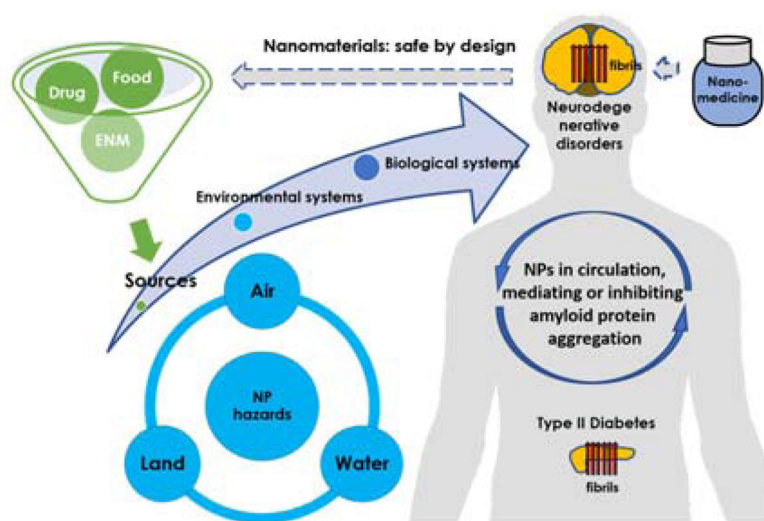 Nanomaterials: safe by design
Drug
Food
ENM
fibrils
Nano-
medicine
Neurodege
nerative
disorders
Biological systems
Environmental systems
Sources
Air
NP
hazards
Land
Water
NPs in circulation,
mediating or inhibiting
amyloid protein
aggregation
Type II Diabetes
fibrils